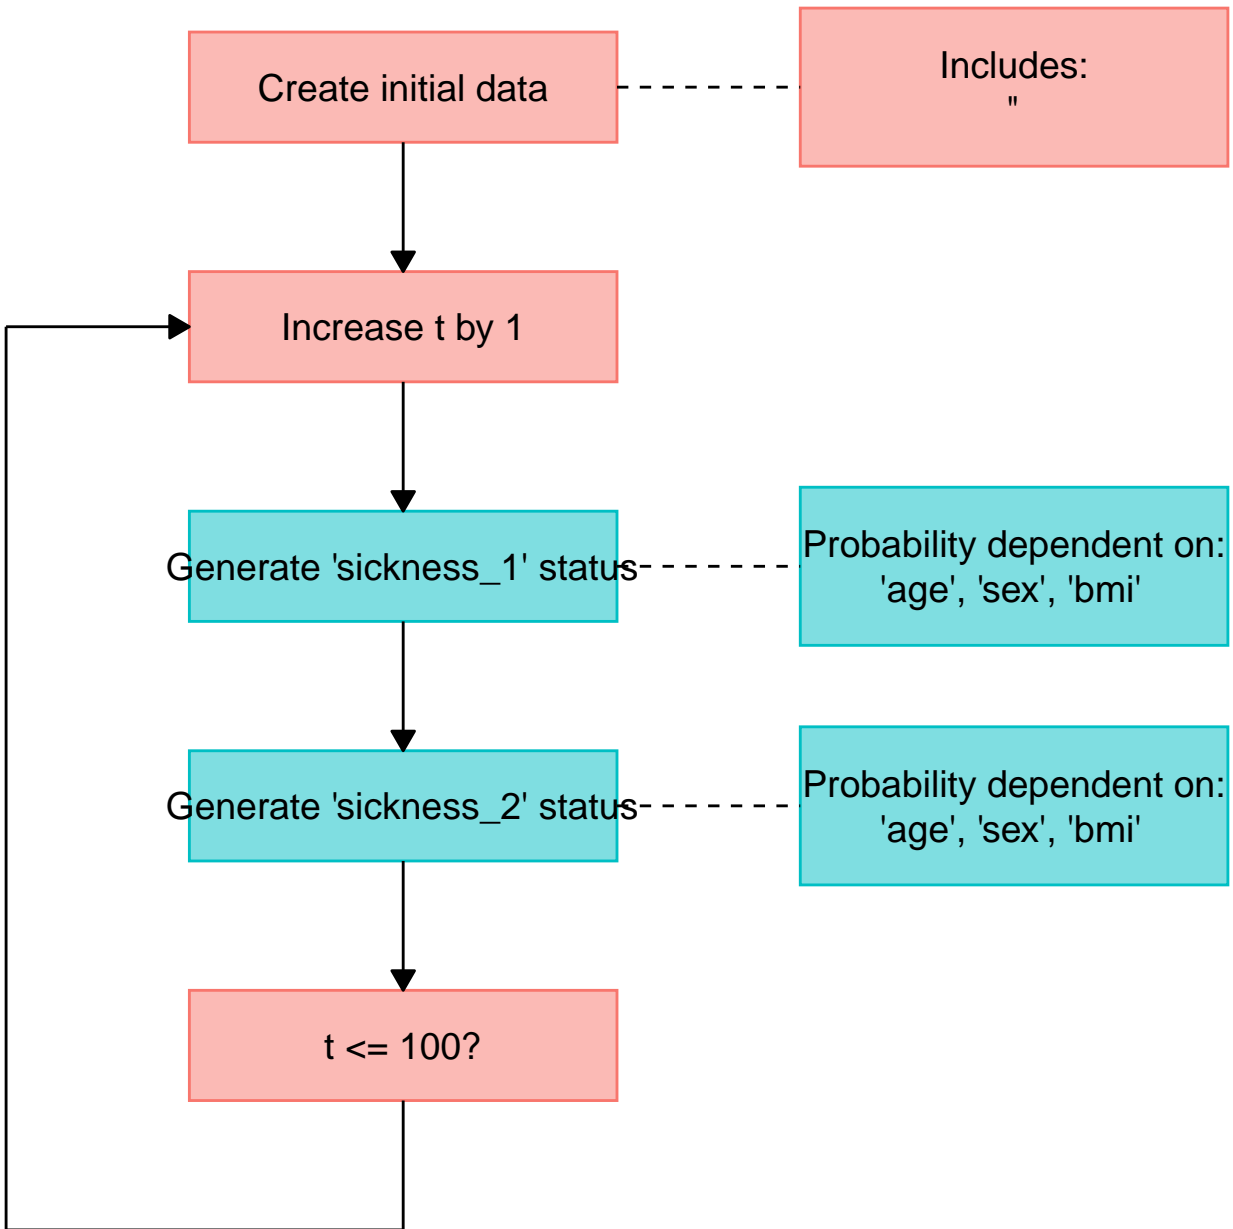 Create initial data
Includes:
''
Increase t by 1
Generate 'sickness_1' status
Probability dependent on:
'age', 'sex', 'bmi'
Generate 'sickness_2' status
Probability dependent on:
'age', 'sex', 'bmi'
t <= 100?